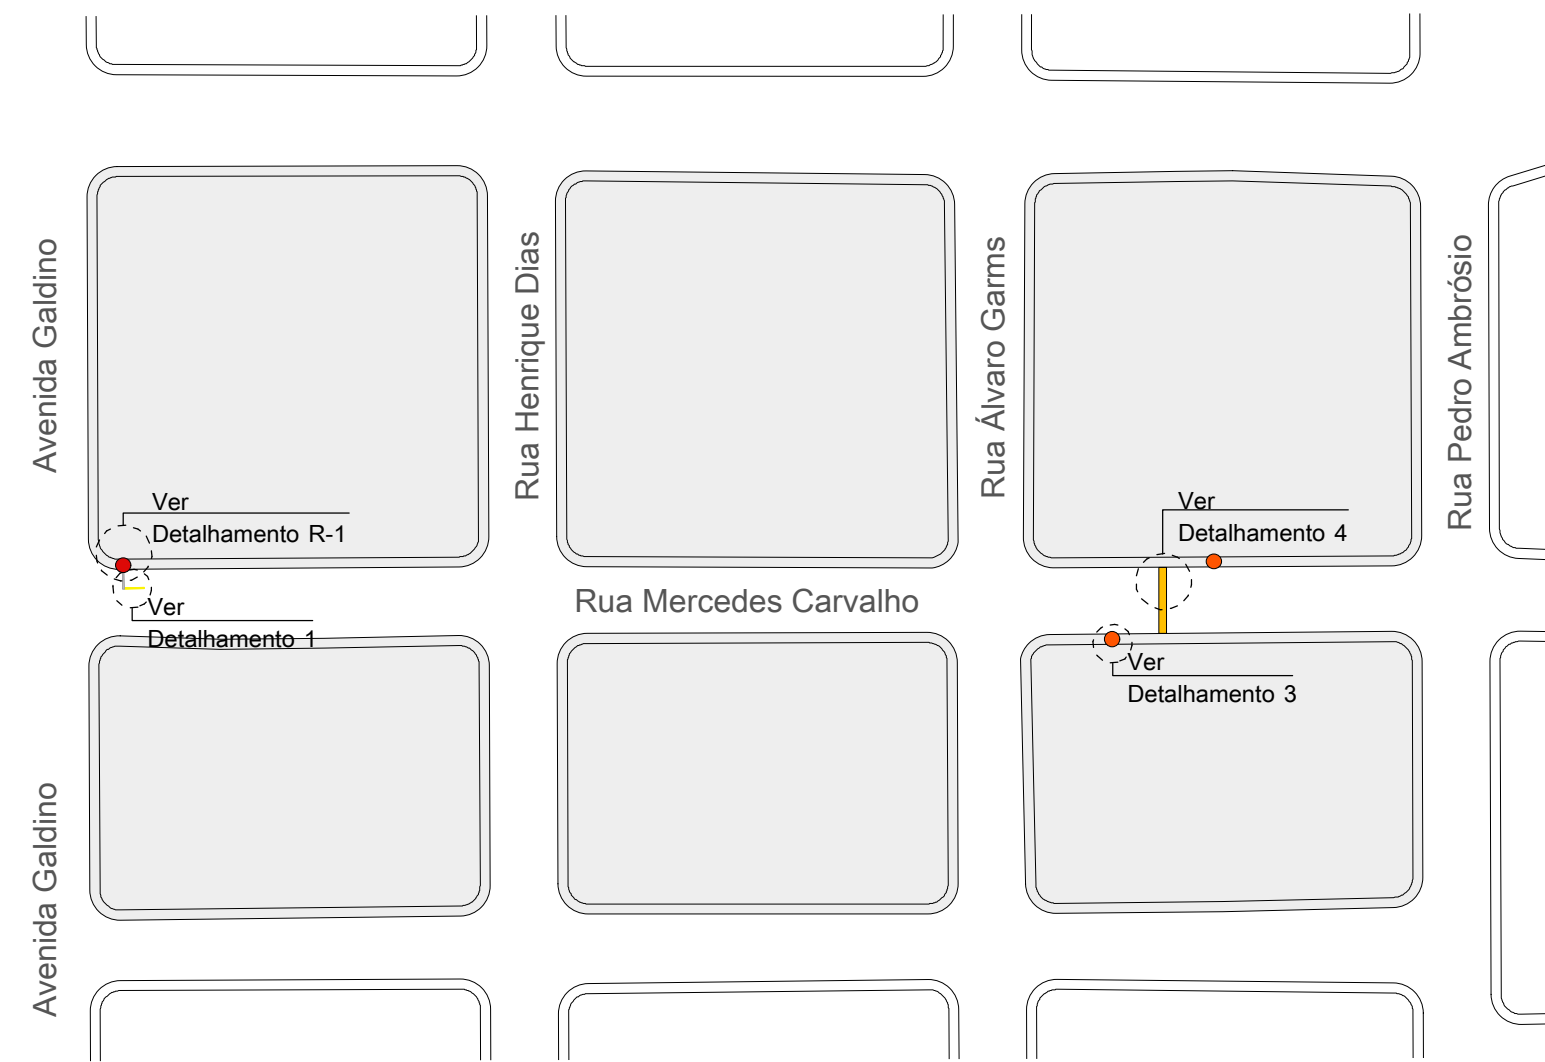 Avenida Galdino
Rua Henrique Dias
Rua Álvaro Garms
Rua Pedro Ambrósio
Ver
Detalhamento R-1
Ver
Detalhamento 4
Rua Mercedes Carvalho
Ver
Detalhamento 1
Ver
Detalhamento 3
Avenida Galdino